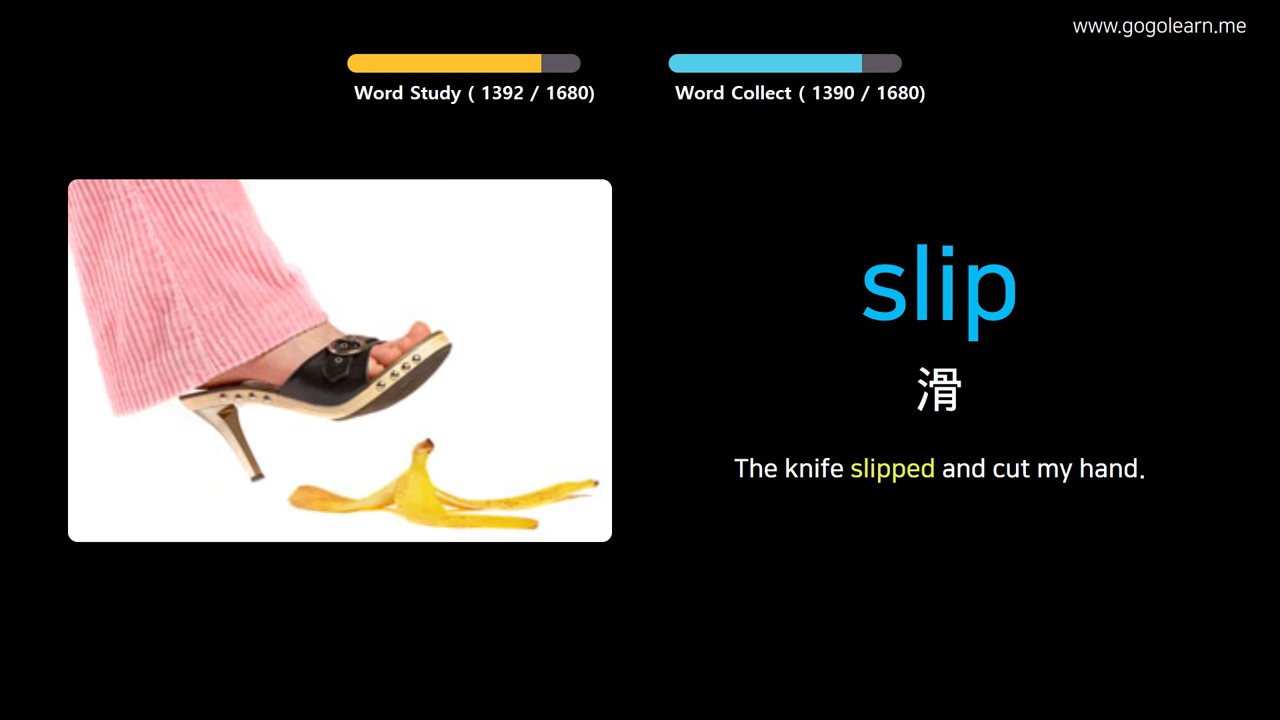 www.gogolearn.me
Word Study ( 1392 / 1680)
Word Collect ( 1390 / 1680)
slip
滑
The knife slipped and cut my hand.